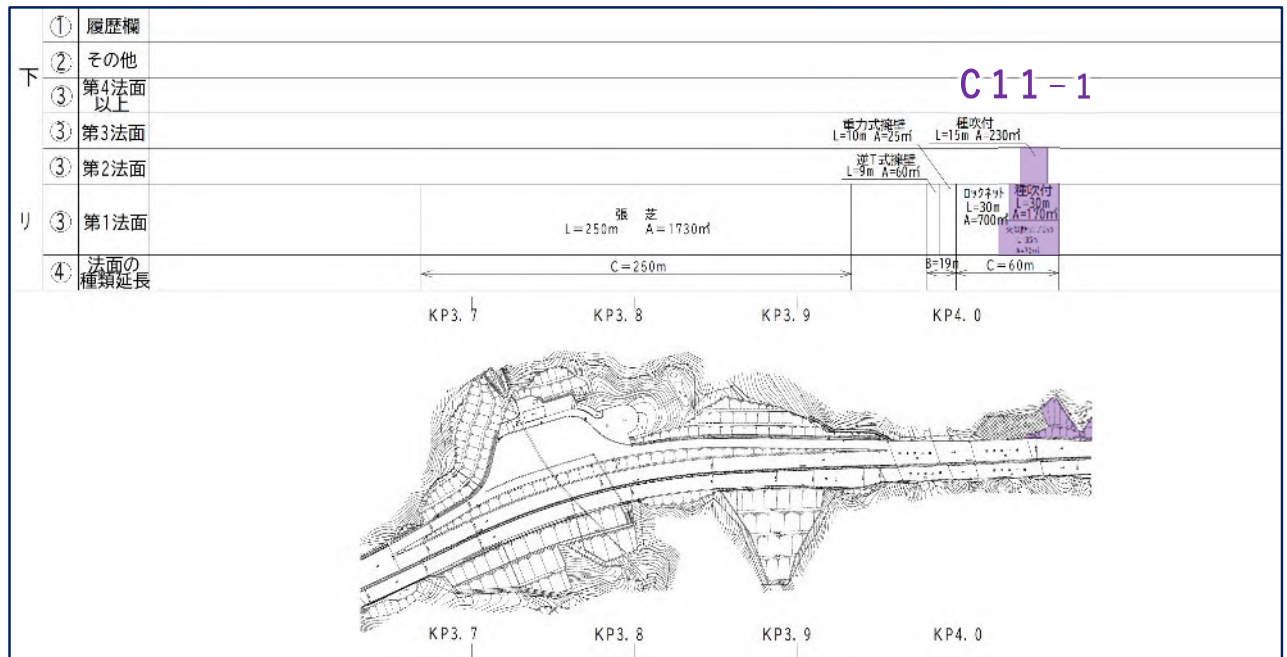 下
リ
① 履歴欄
② その他
③ 第4法面
以上
③ 第3法面
③ 第2法面
③ 第1法面
④ 法面の
種類延長
C11-1
重力式擁壁
L=10m A=25㎡
種吹付
L=15m A=230㎡
逆T式擁壁
L=9m A=60㎡
張 芝
L=250m A=1730㎡
ロックネット
L=30m
A=700㎡
種吹付
L=30m
A=170㎡
C=250m
B=19m
C=60m
KP3.7 KP3.8 KP3.9 KP4.0
KP3.7 KP3.8 KP3.9 KP4.0